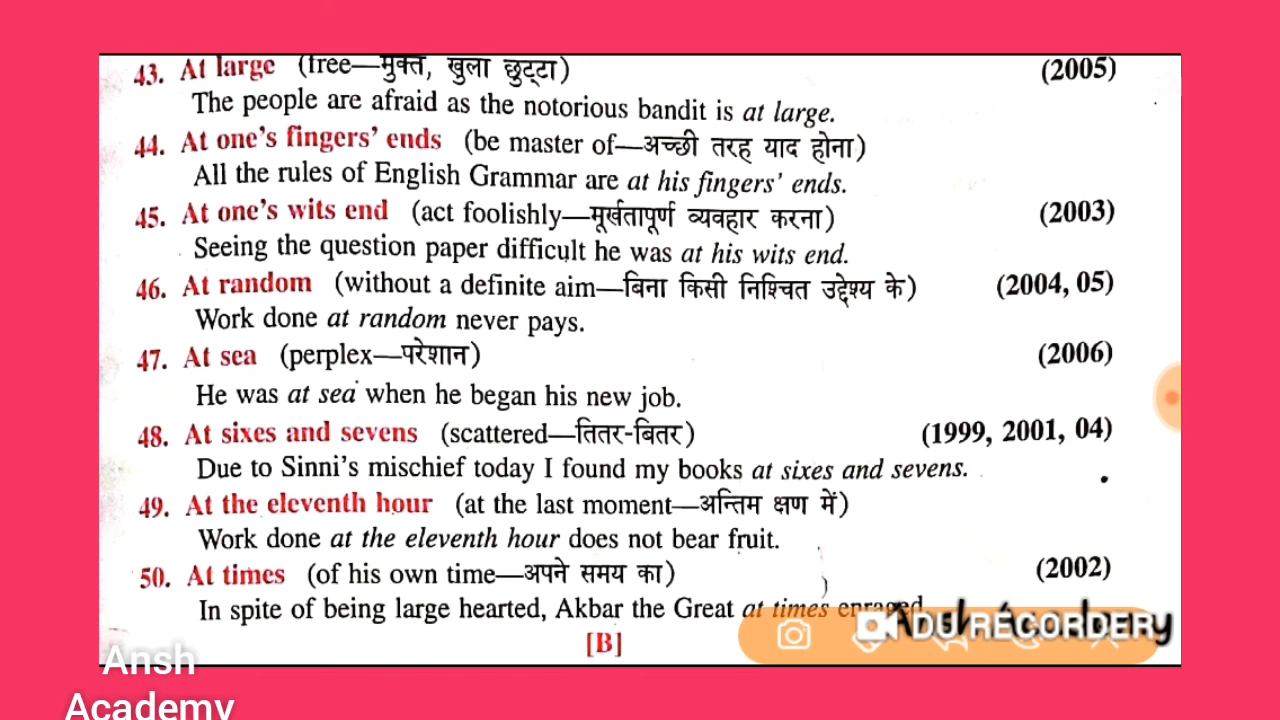 43. At large (free—मुक्त, खुला छुट्टा) (2005)
The people are afraid as the notorious bandit is at large.
44. At one's fingers' ends (be master of—अच्छी तरह याद होना)
All the rules of English Grammar are at his fingers' ends.
45. At one's wits end (act foolishly—मूर्खतापूर्ण व्यवहार करना) (2003)
Seeing the question paper difficult he was at his wits end.
46. At random (without a definite aim—बिना किसी निश्चित उद्देश्य के) (2004, 05)
Work done at random never pays.
47. At sea (perplex—परेशान) (2006)
He was at sea when he began his new job.
48. At sixes and sevens (scattered—तितर-बितर) (1999, 2001, 04)
Due to Sinni's mischief today I found my books at sixes and sevens.
49. At the eleventh hour (at the last moment—अन्तिम क्षण में)
Work done at the eleventh hour does not bear fruit.
50. At times (of his own time—अपने समय का) (2002)
In spite of being large hearted, Akbar the Great at times enraged
[B]
Ansh Academy
DU RECORDER
Ansh
Academy